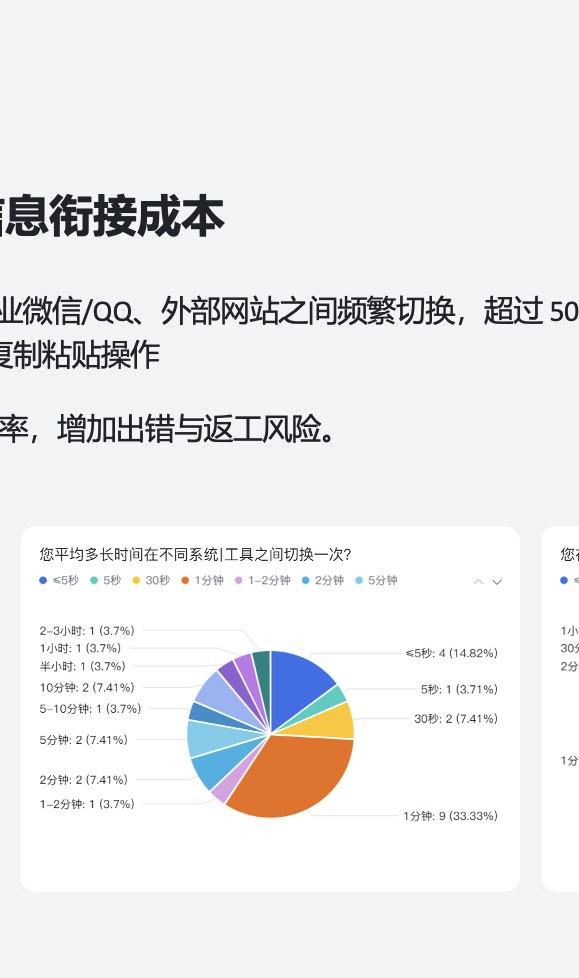 息衔接成本
业微信/QQ、外部网站之间频繁切换，超过 50
复制粘贴操作
率，增加出错与返工风险。
您平均多长时间在不同系统|工具之间切换一次？
≤5秒 5秒 30秒 1分钟 1-2分钟 2分钟 5分钟
2-3小时: 1 (3.7%)
1小时: 1 (3.7%)
半小时: 1 (3.7%)
10分钟: 2 (7.41%)
5-10分钟: 1 (3.7%)
5分钟: 2 (7.41%)
2分钟: 2 (7.41%)
1-2分钟: 1 (3.7%)
≤5秒: 4 (14.82%)
5秒: 1 (3.71%)
30秒: 2 (7.41%)
1分钟: 9 (33.33%)
您
1小
30分
2分
1分